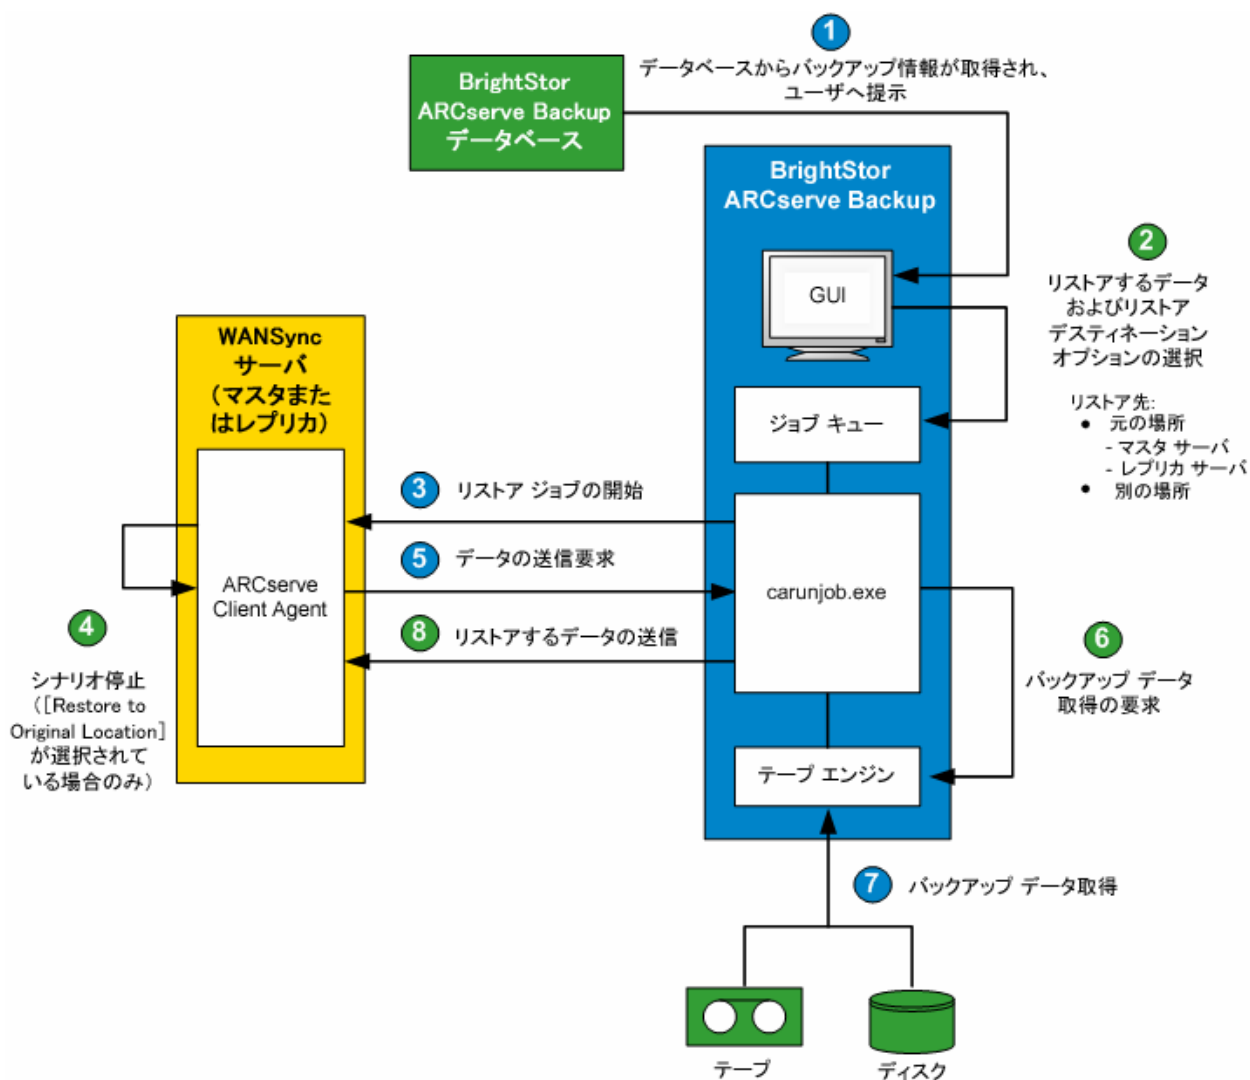 1
データベースからバックアップ情報が取得され、
ユーザへ提示
BrightStor
ARCserve Backup
データベース
BrightStor
ARCserve Backup
GUI
2
リストアするデータ
およびリストア
デスティネーション
オプションの選択
リストア先:
● 元の場所
- マスタ サーバ
- レプリカ サーバ
● 別の場所
ジョブ キュー
WANSync
サーバ
(マスタまた
はレプリカ)
3 リストア ジョブの開始
5 データの送信要求
ARCserve
Client Agent
carunjob.exe
4
シナリオ停止
([Restore to
Original Location]
が選択されて
いる場合のみ)
8 リストアするデータの送信
6
バックアップ データ
取得の要求
テープ エンジン
7 バックアップ データ取得
テープ
ディスク